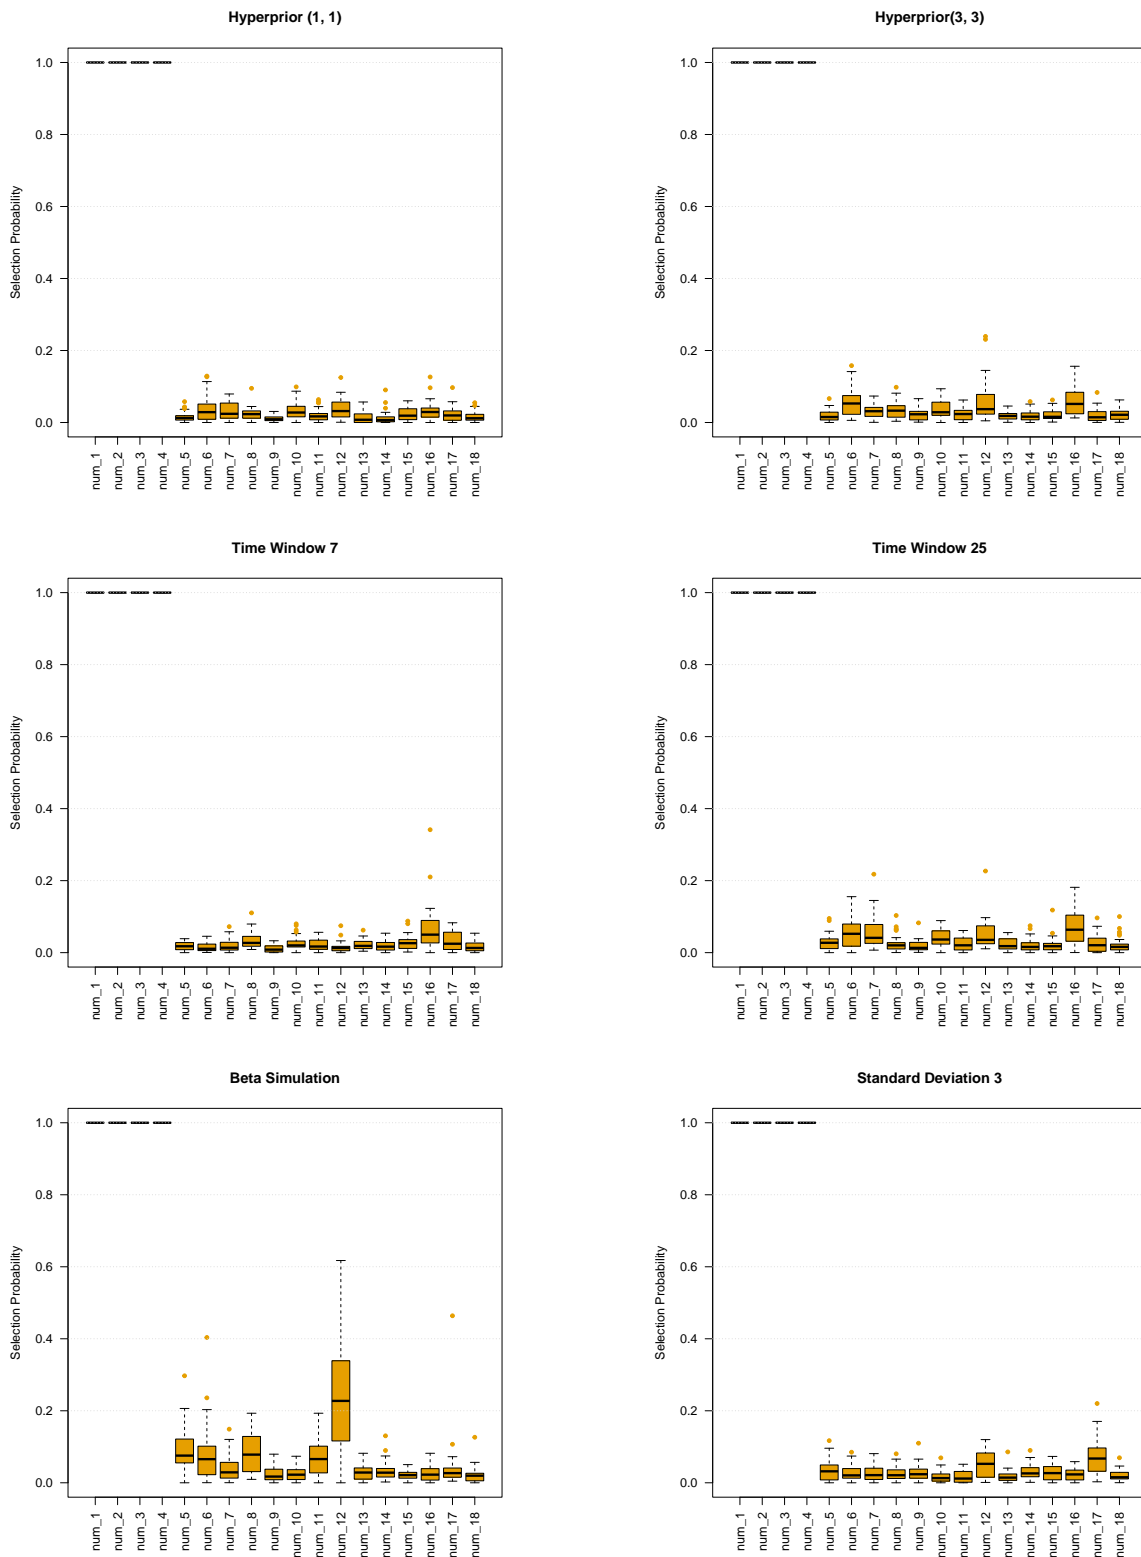 Hyperprior (1, 1)
Selection Probability
1.0
0.8
0.6
0.4
0.2
0.0
num_1
num_2
num_3
num_4
num_5
num_6
num_7
num_8
num_9
num_10
num_11
num_12
num_13
num_14
num_15
num_16
num_17
num_18
Hyperprior(3, 3)
Selection Probability
1.0
0.8
0.6
0.4
0.2
0.0
num_1
num_2
num_3
num_4
num_5
num_6
num_7
num_8
num_9
num_10
num_11
num_12
num_13
num_14
num_15
num_16
num_17
num_18
Time Window 7
Selection Probability
1.0
0.8
0.6
0.4
0.2
0.0
num_1
num_2
num_3
num_4
num_5
num_6
num_7
num_8
num_9
num_10
num_11
num_12
num_13
num_14
num_15
num_16
num_17
num_18
Time Window 25
Selection Probability
1.0
0.8
0.6
0.4
0.2
0.0
num_1
num_2
num_3
num_4
num_5
num_6
num_7
num_8
num_9
num_10
num_11
num_12
num_13
num_14
num_15
num_16
num_17
num_18
Beta Simulation
Selection Probability
1.0
0.8
0.6
0.4
0.2
0.0
num_1
num_2
num_3
num_4
num_5
num_6
num_7
num_8
num_9
num_10
num_11
num_12
num_13
num_14
num_15
num_16
num_17
num_18
Standard Deviation 3
Selection Probability
1.0
0.8
0.6
0.4
0.2
0.0
num_1
num_2
num_3
num_4
num_5
num_6
num_7
num_8
num_9
num_10
num_11
num_12
num_13
num_14
num_15
num_16
num_17
num_18